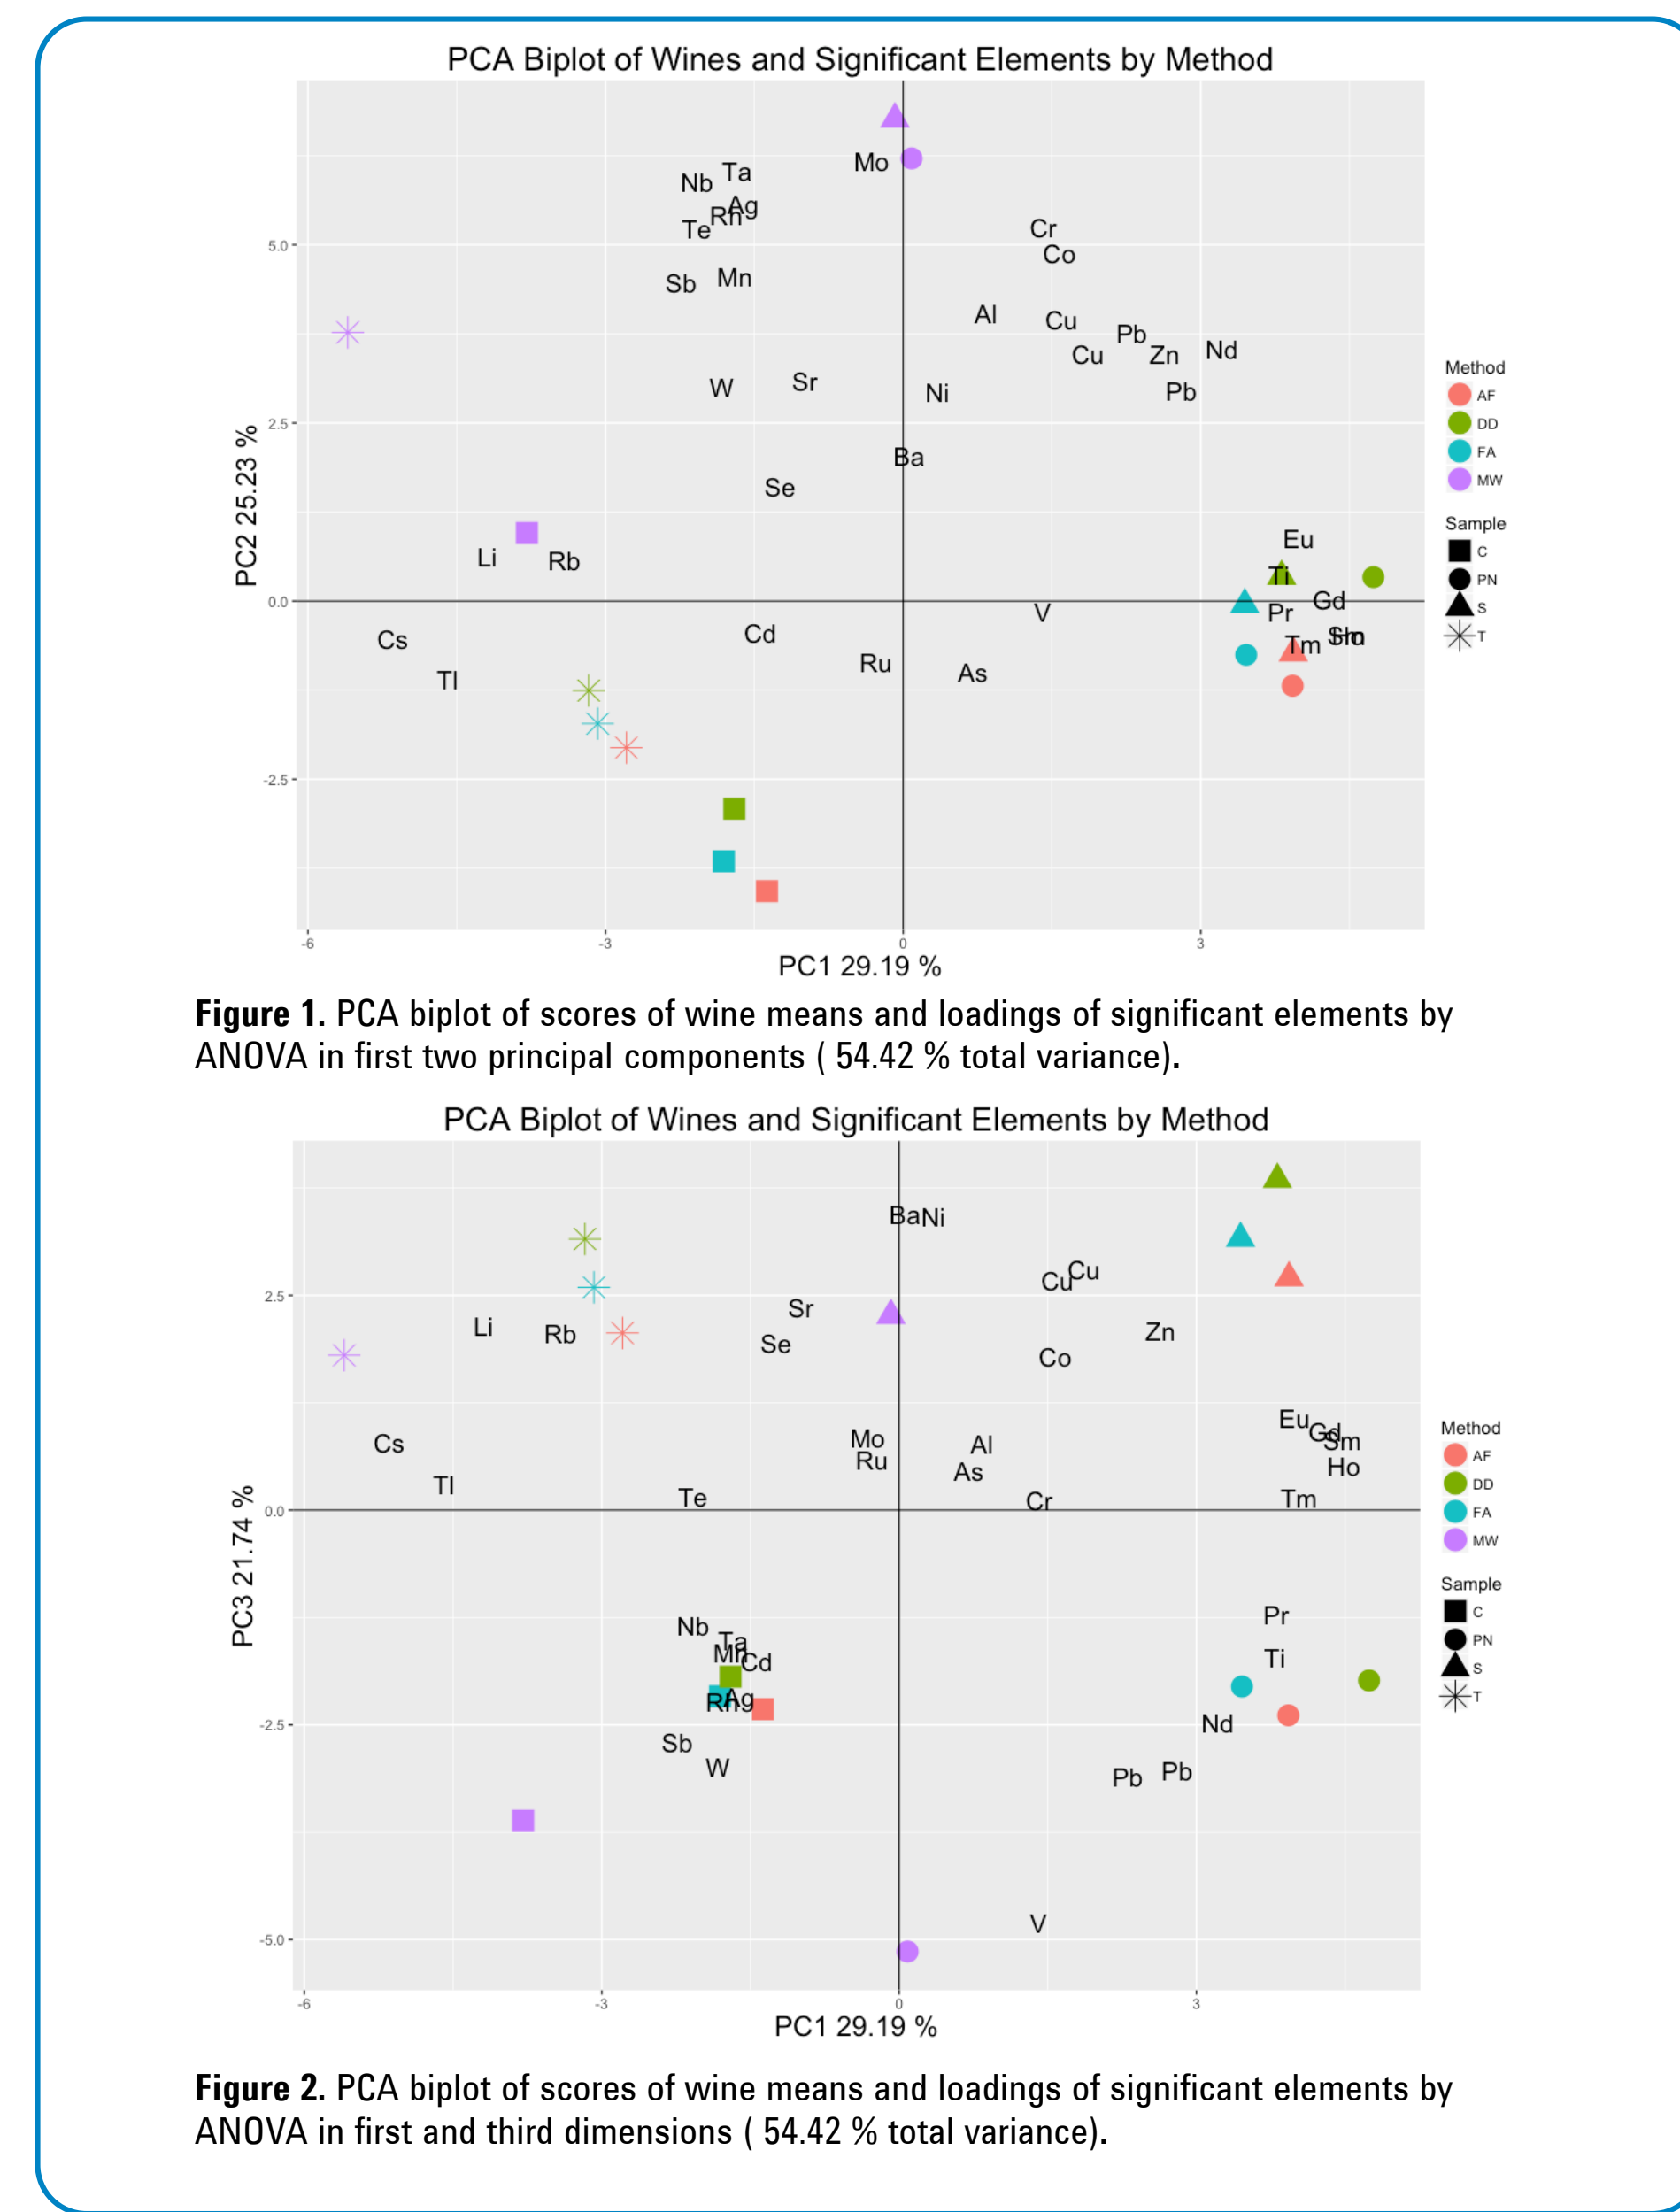 PCA Biplot of Wines and Significant Elements by Method
Mo
Ta
Nb
Ag
Rh
Te
Cr
Co
Mn
Sb
Al
Cu
Pb
Nd
Cu
Zn
Sr
W
Ni
Pb
Ba
Se
Eu
Li
Rb
Ti
Gd
V
Pr
Cs
Cd
Sm
Ho
Tm
Ru
As
Tl
5.0
2.5
0.0
-2.5
PC2 25.23 %
-6
-3
0
3
PC1 29.19 %
Method
AF
DD
FA
MW
Sample
C
PN
S
T
Figure 1. PCA biplot of scores of wine means and loadings of significant elements by
ANOVA in first two principal components ( 54.42 % total variance).
PCA Biplot of Wines and Significant Elements by Method
Ba
Ni
Cu
Cu
Sr
Li
Rb
Zn
Se
Co
Eu
Gd
Mo
Sm
Cs
Al
Ru
Ho
As
Tl
Te
Cr
Tm
Pr
Nb
Ta
Mn
Cd
Ti
Ag
Rh
Nd
Sb
W
Pb
Pb
V
2.5
0.0
-2.5
-5.0
PC3 21.74 %
-6
-3
0
3
PC1 29.19 %
Method
AF
DD
FA
MW
Sample
C
PN
S
T
Figure 2. PCA biplot of scores of wine means and loadings of significant elements by
ANOVA in first and third dimensions ( 54.42 % total variance).